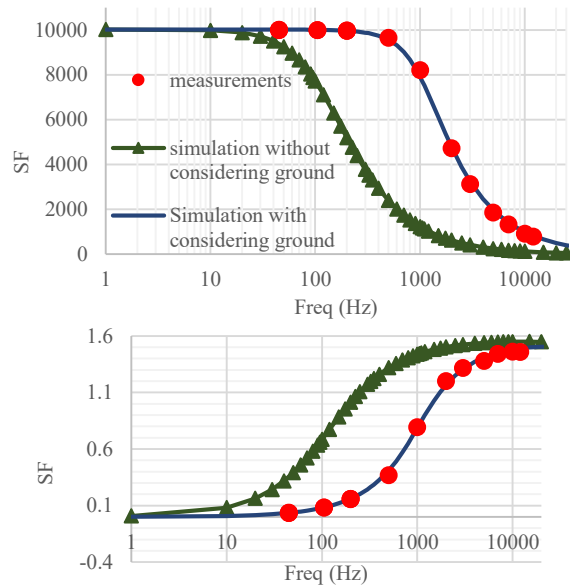 10000
8000
6000
4000
2000
0
SF
measurements
simulation without
considering ground
Simulation with
considering ground
1 10 100 1000 10000
Freq (Hz)
1.6
1.1
0.6
0.1
-0.4
SF
1 10 100 1000 10000
Freq (Hz)